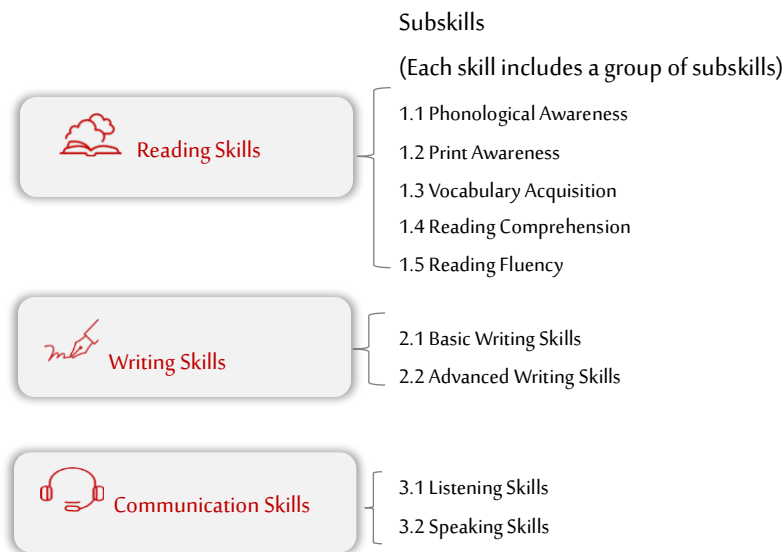 Subskills
(Each skill includes a group of subskills)
Reading Skills
1.1 Phonological Awareness
1.2 Print Awareness
1.3 Vocabulary Acquisition
1.4 Reading Comprehension
1.5 Reading Fluency
Writing Skills
2.1 Basic Writing Skills
2.2 Advanced Writing Skills
Communication Skills
3.1 Listening Skills
3.2 Speaking Skills